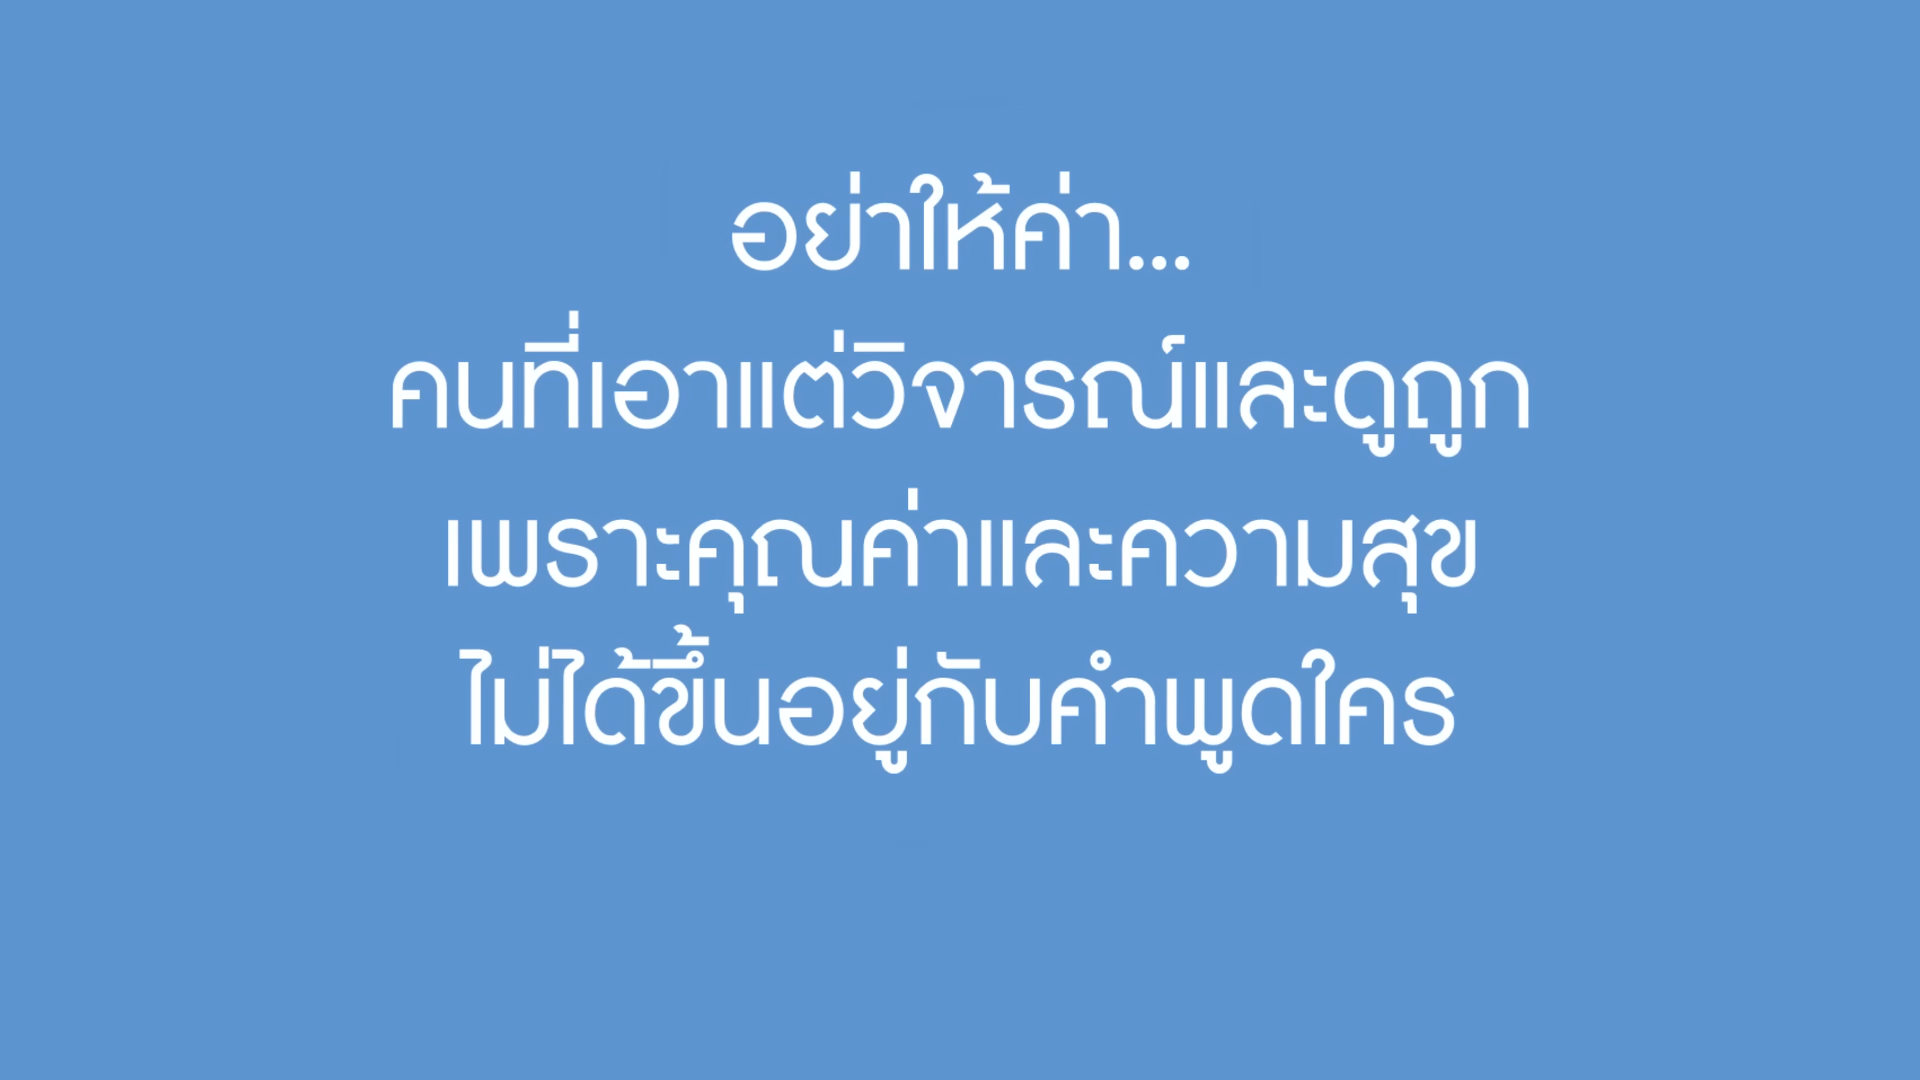 อย่าให้ค่า...
คนที่เอาแต่วิจารณ์และดูถูก
เพราะคุณค่าและความสุข
ไม่ได้ขึ้นอยู่กับคำพูดใคร